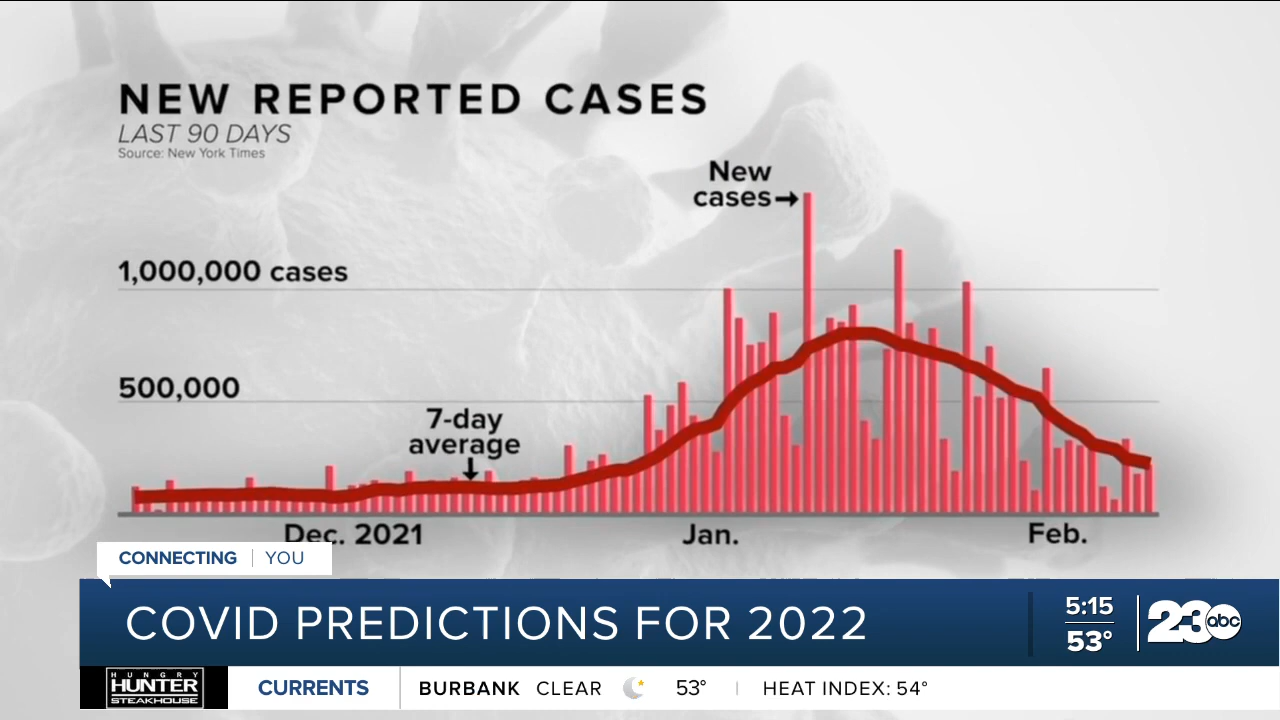 NEW REPORTED CASES
LAST 90 DAYS
Source: New York Times
New
cases→
1,000,000 cases
500,000
7-day
average
Dec. 2021
Jan.
Feb.
CONNECTING | YOU
COVID PREDICTIONS FOR 2022
5:15
53°
23 abc
HUNGRY
HUNTER
STEAKHOUSE
CURRENTS
BURBANK CLEAR 53° | HEAT INDEX: 54°